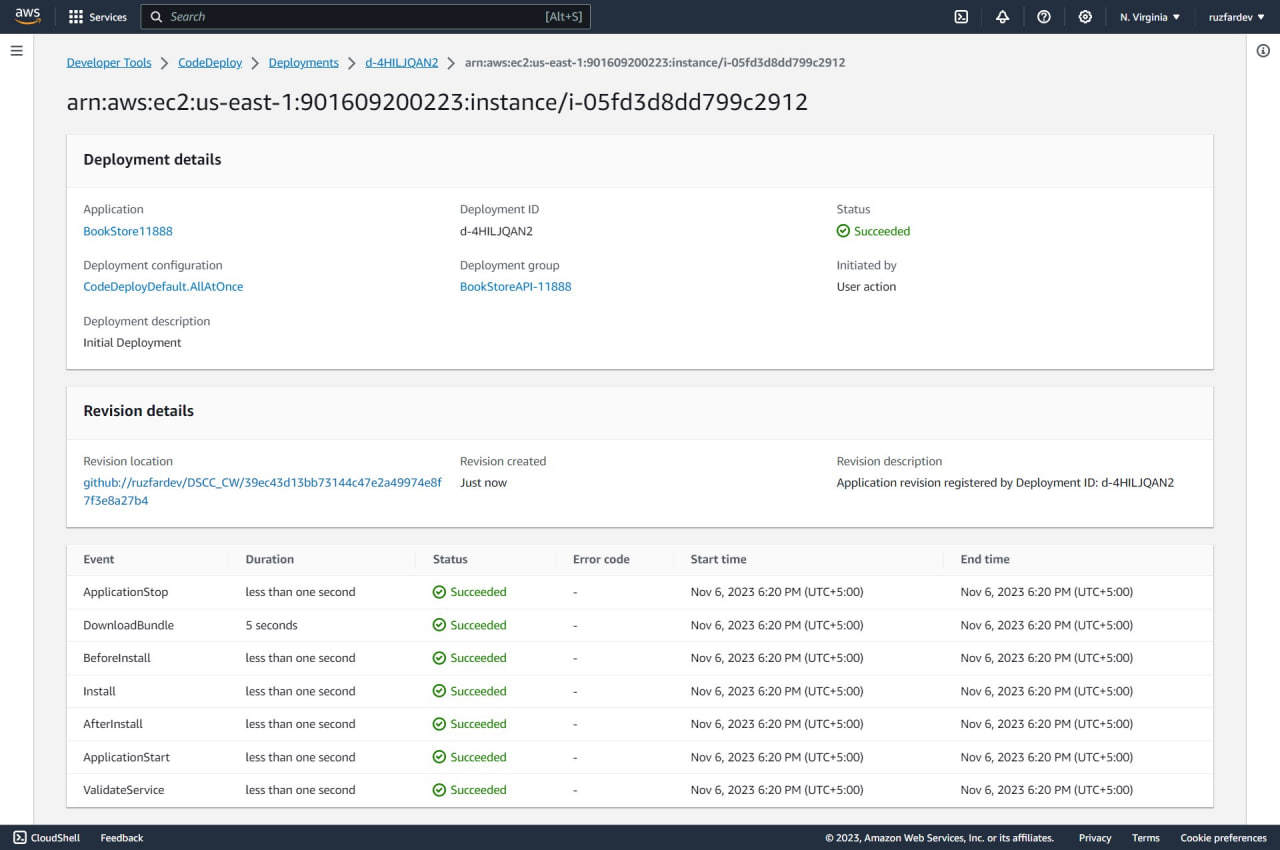 aws Services Search [Alt+S] N. Virginia ruzfardev
Developer Tools CodeDeploy Deployments d-4HILJQAN2 arn:aws:ec2:us-east-1:901609200223:instance/i-05fd3d8dd799c2912
arn:aws:ec2:us-east-1:901609200223:instance/i-05fd3d8dd799c2912
Deployment details
Application Deployment ID Status
BookStore11888 d-4HILJQAN2 Succeeded
Deployment configuration Deployment group Initiated by
CodeDeployDefault.AllAtOnce BookStoreAPI-11888 User action
Deployment description
Initial Deployment
Revision details
Revision location Revision created Revision description
github://ruzfardev/DSCC_CW/39ec43d13bb73144c47e2a49974e8f Just now Application revision registered by Deployment ID: d-4HILJQAN2
7f3e8a27b4
Event Duration Status Error code Start time End time
ApplicationStop less than one second Succeeded - Nov 6, 2023 6:20 PM (UTC+5:00) Nov 6, 2023 6:20 PM (UTC+5:00)
DownloadBundle 5 seconds Succeeded - Nov 6, 2023 6:20 PM (UTC+5:00) Nov 6, 2023 6:20 PM (UTC+5:00)
BeforeInstall less than one second Succeeded - Nov 6, 2023 6:20 PM (UTC+5:00) Nov 6, 2023 6:20 PM (UTC+5:00)
Install less than one second Succeeded - Nov 6, 2023 6:20 PM (UTC+5:00) Nov 6, 2023 6:20 PM (UTC+5:00)
AfterInstall less than one second Succeeded - Nov 6, 2023 6:20 PM (UTC+5:00) Nov 6, 2023 6:20 PM (UTC+5:00)
ApplicationStart less than one second Succeeded - Nov 6, 2023 6:20 PM (UTC+5:00) Nov 6, 2023 6:20 PM (UTC+5:00)
ValidateService less than one second Succeeded - Nov 6, 2023 6:20 PM (UTC+5:00) Nov 6, 2023 6:20 PM (UTC+5:00)
CloudShell Feedback © 2023, Amazon Web Services, Inc. or its affiliates. Privacy Terms Cookie preferences